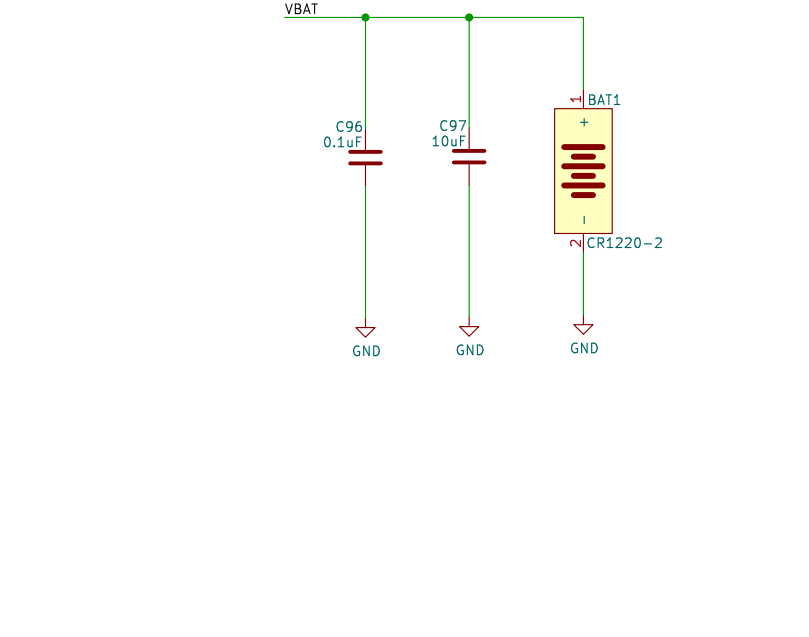 VBAT
C96
0.1uF
GND
C97
10uF
GND
1
BAT1
+
-
2
CR1220-2
GND